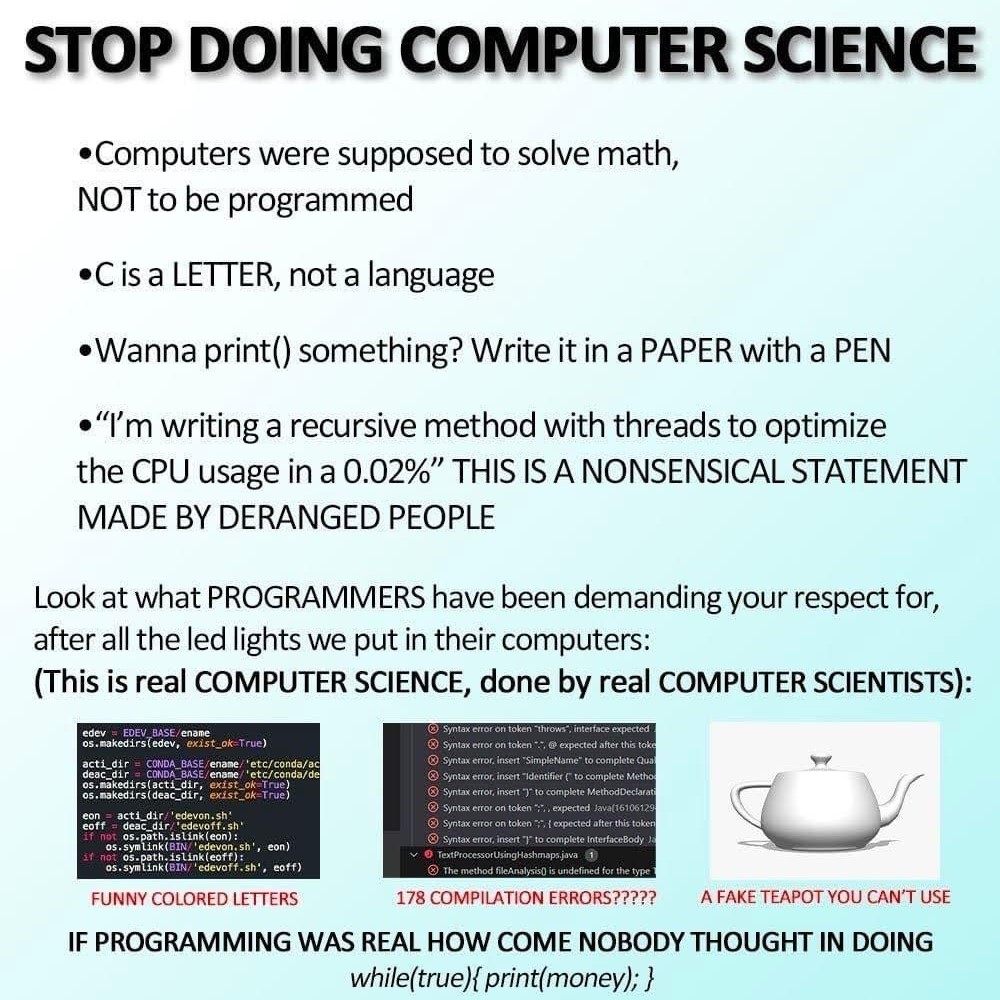 STOP DOING COMPUTER SCIENCE
•Computers were supposed to solve math,
NOT to be programmed
•C is a LETTER, not a language
•Wanna print() something? Write it in a PAPER with a PEN
•“I’m writing a recursive method with threads to optimize
the CPU usage in a 0.02%” THIS IS A NONSENSICAL STATEMENT
MADE BY DERANGED PEOPLE
Look at what PROGRAMMERS have been demanding your respect for,
after all the led lights we put in their computers:
(This is real COMPUTER SCIENCE, done by real COMPUTER SCIENTISTS):
edev = EDEV_BASE/ename
os.makedirs(edev, exist_ok=True)
acti_dir = CONDA_BASE/ename/'etc/conda/ac
deac_dir = CONDA_BASE/ename/'etc/conda/de
os.makedirs(acti_dir, exist_ok=True)
os.makedirs(deac_dir, exist_ok=True)
eon = acti_dir/'edevon.sh'
eoff = deac_dir/'edevoff.sh'
if not os.path.islink(eon):
os.symlink(BIN/'edevon.sh', eon)
if not os.path.islink(eoff):
os.symlink(BIN/'edevoff.sh', eoff)
FUNNY COLORED LETTERS
Syntax error on token "throws", interface expected
Syntax error on token ".", @ expected after this toke
Syntax error, insert "SimpleName" to complete Qual
Syntax error, insert "Identifier (" to complete Metho
Syntax error, insert ")" to complete MethodDeclarati
Syntax error on token ";", , expected Java(16106129
Syntax error on token ";", { expected after this token
Syntax error, insert "}" to complete InterfaceBody Ja
TextProcessorUsingHashmaps.java 1
The method fileAnalysis() is undefined for the type T
178 COMPILATION ERRORS?????
A FAKE TEAPOT YOU CAN'T USE
IF PROGRAMMING WAS REAL HOW COME NOBODY THOUGHT IN DOING
while(true){ print(money); }